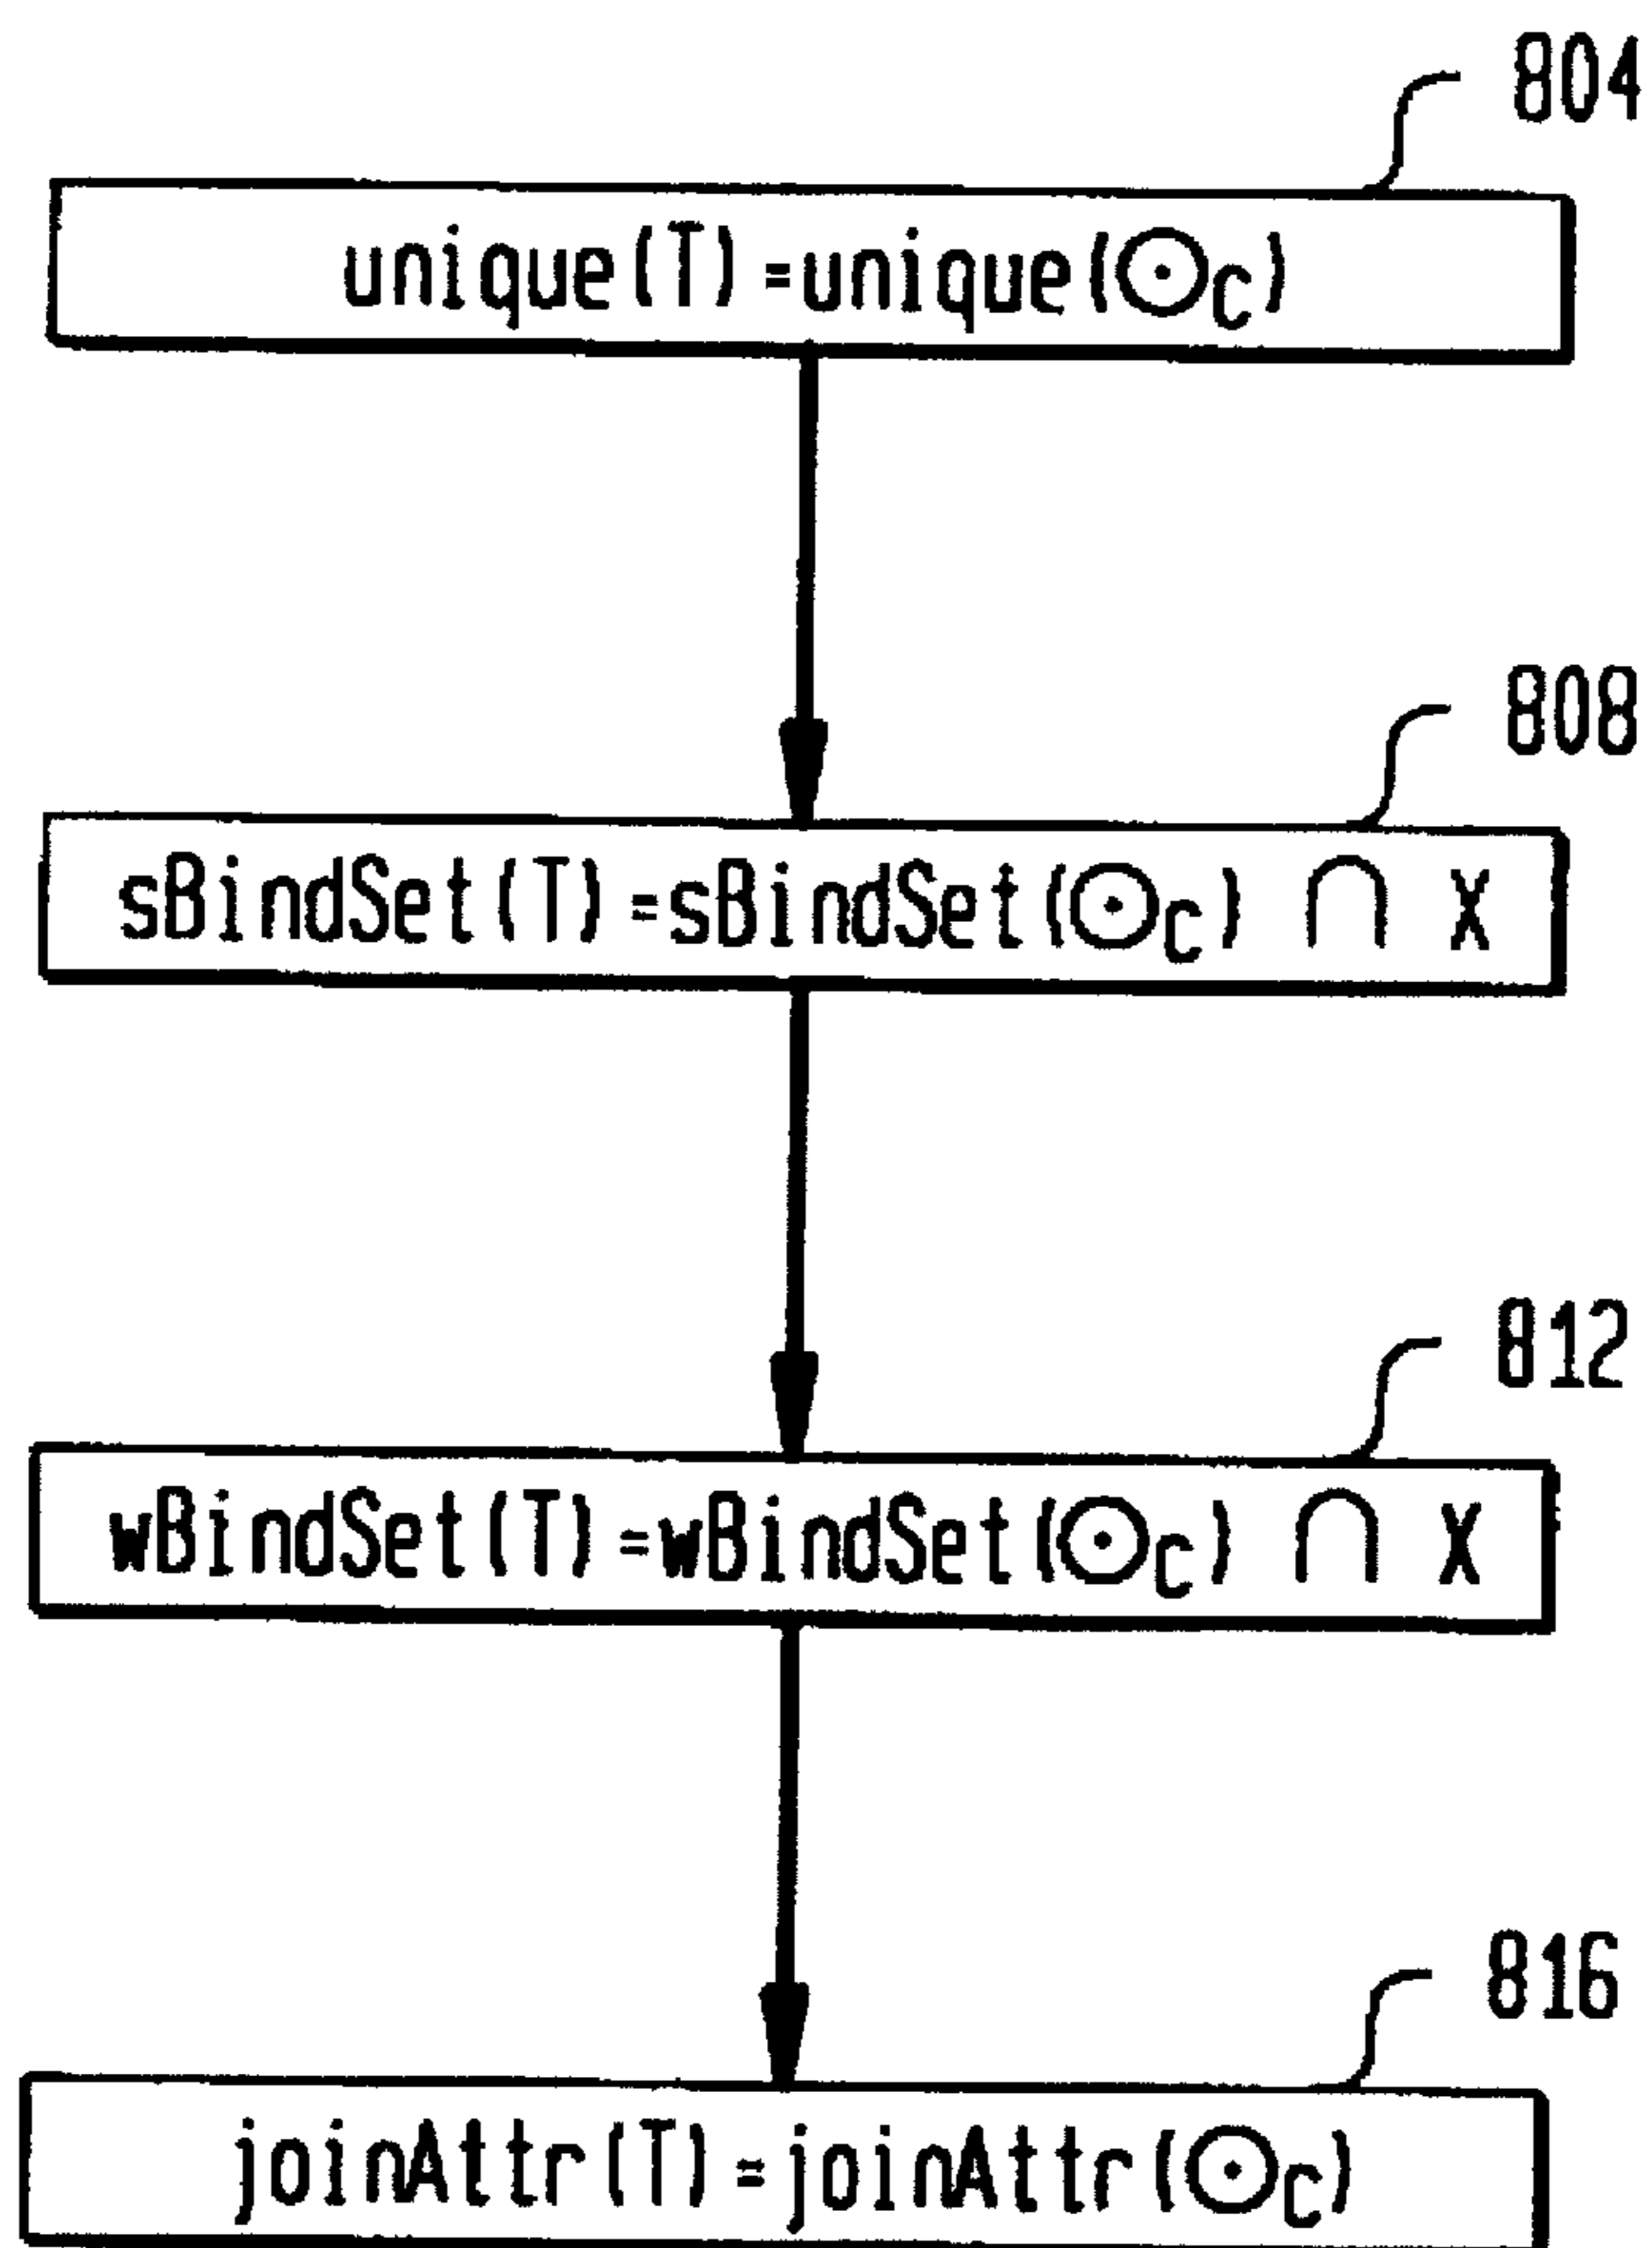 804
unique(T)=unique(⊙c)
808
sBindSet(T)=sBindSet(⊙c) ∩ X
812
wBindSet(T)=wBindSet(⊙c) ∩ X
816
joinAttr(T)=joinAttr(⊙c)